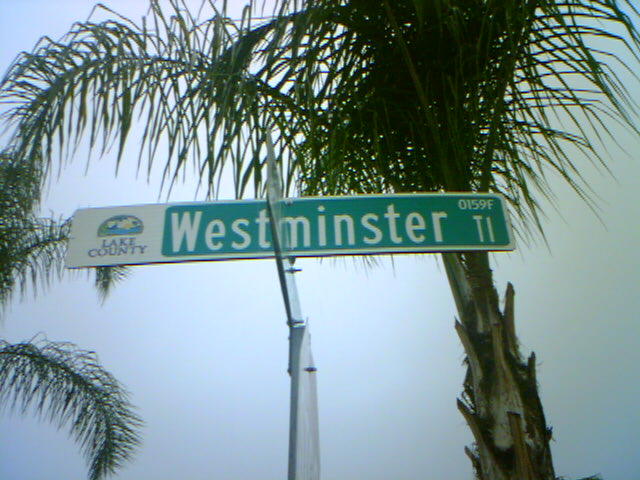 LAKE
COUNTY
Westminster Tl
0159F